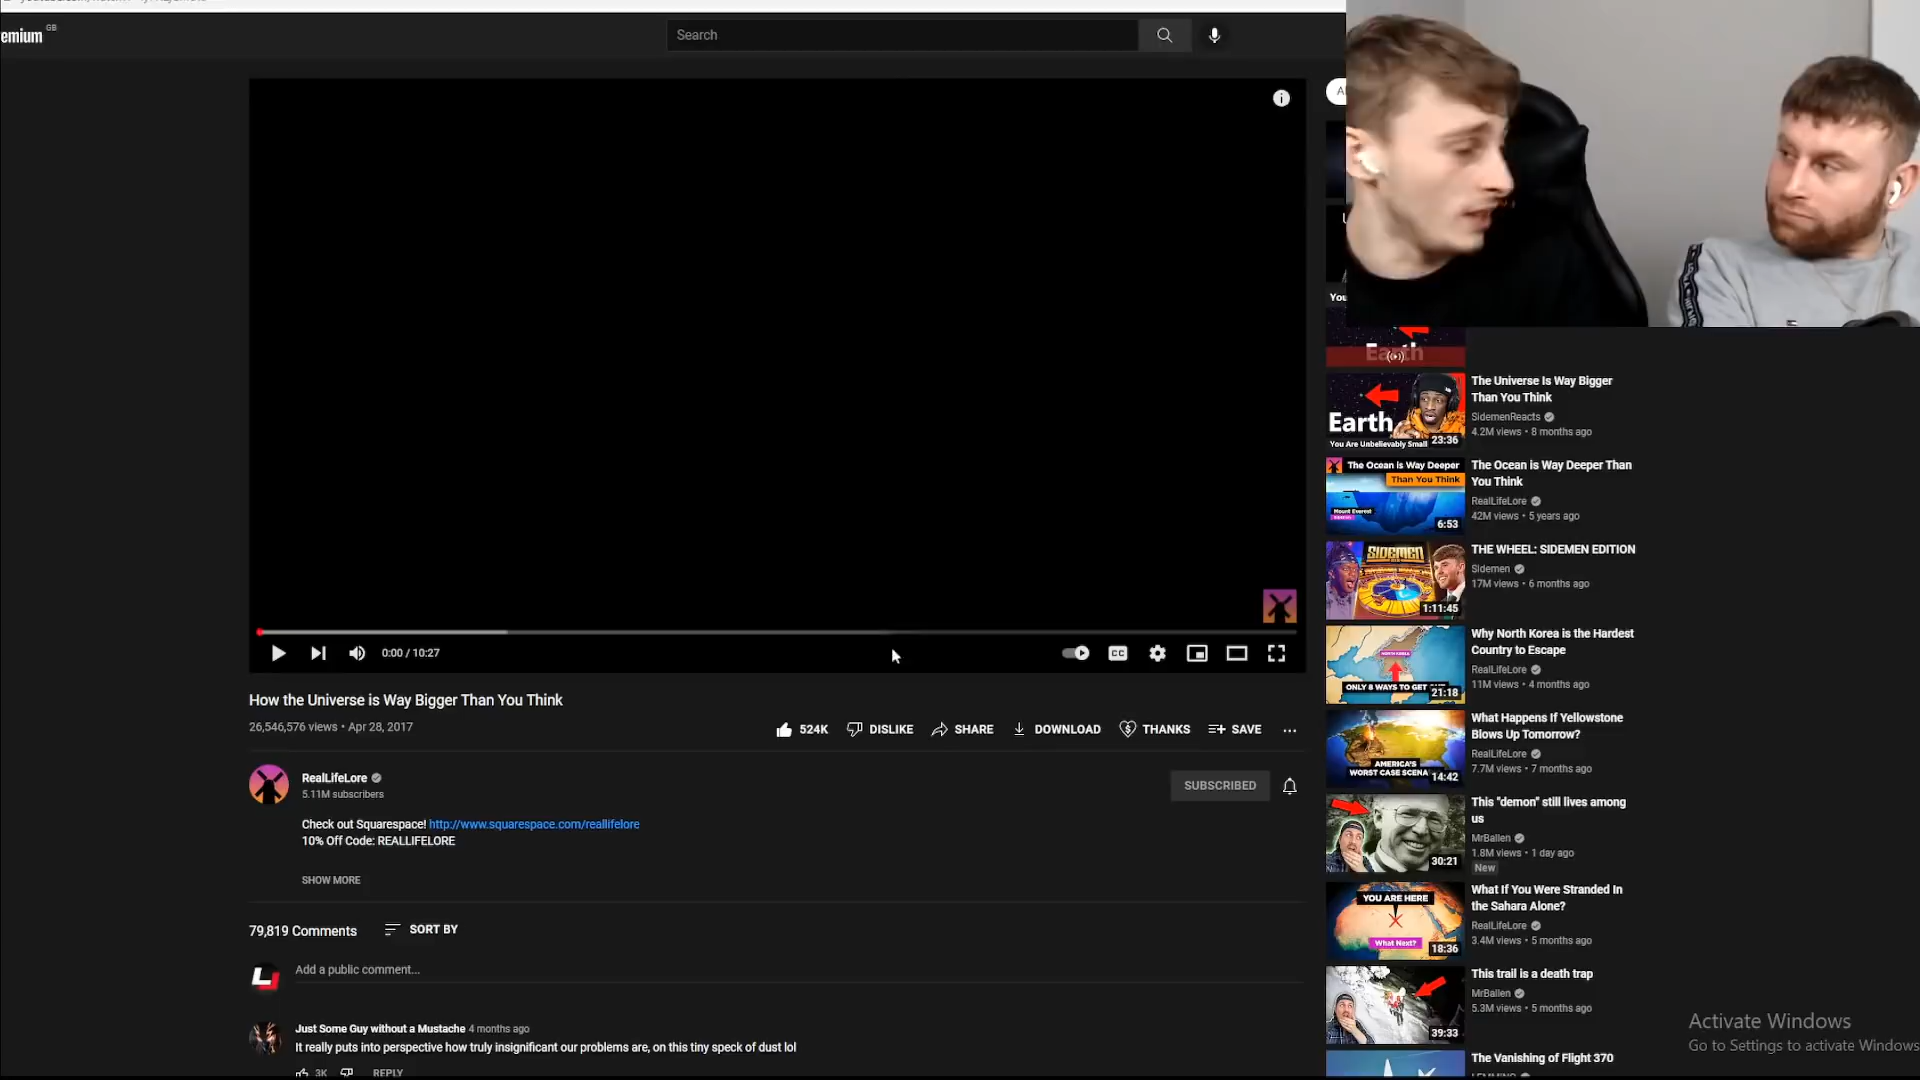 emium GB
Search
How the Universe is Way Bigger Than You Think
26,546,576 views • Apr 28, 2017
0:00 / 10:27
CC
524K
DISLIKE
SHARE
DOWNLOAD
THANKS
SAVE
RealLifeLore
5.11M subscribers
SUBSCRIBED
Check out Squarespace! http://www.squarespace.com/reallifelore
10% Off Code: REALLIFELORE
SHOW MORE
79,819 Comments
SORT BY
Add a public comment...
Just Some Guy without a Mustache 4 months ago
It really puts into perspective how truly insignificant our problems are, on this tiny speck of dust lol
3K
REPLY
You
Earth
Earth
You Are Unbelievably Small
23:36
The Universe Is Way Bigger
Than You Think
SidemenReacts
4.2M views • 8 months ago
The Ocean is Way Deeper
Than You Think
Mount Everest
6:53
The Ocean is Way Deeper Than
You Think
RealLifeLore
42M views • 5 years ago
SIDEMEN
1:11:45
THE WHEEL: SIDEMEN EDITION
Sidemen
17M views • 6 months ago
NORTH KOREA
ONLY 8 WAYS TO GET
21:18
Why North Korea is the Hardest
Country to Escape
RealLifeLore
11M views • 4 months ago
AMERICA'S
WORST CASE SCENA
14:42
What Happens If Yellowstone
Blows Up Tomorrow?
RealLifeLore
7.7M views • 7 months ago
30:21
This "demon" still lives among
us
MrBallen
1.8M views • 1 day ago
New
YOU ARE HERE
What Next?
18:36
What If You Were Stranded In
the Sahara Alone?
RealLifeLore
3.4M views • 5 months ago
39:33
This trail is a death trap
MrBallen
5.3M views • 5 months ago
The Vanishing of Flight 370
Activate Windows
Go to Settings to activate Windows